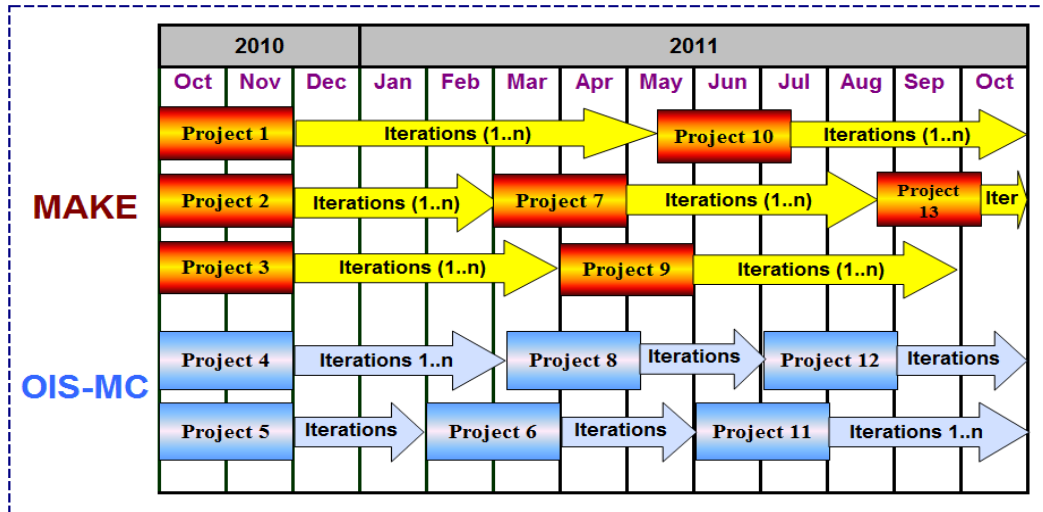 2010 2011
Oct Nov Dec Jan Feb Mar Apr May Jun Jul Aug Sep Oct
Project 1 Iterations (1..n) Project 10 Iterations (1..n)
MAKE
Project 2 Iterations (1..n) Project 7 Iterations (1..n) Project
13 Iter
Project 3 Iterations (1..n) Project 9 Iterations (1..n)
OIS-MC
Project 4 Iterations 1..n Project 8 Iterations Project 12 Iterations
Project 5 Iterations Project 6 Iterations Project 11 Iterations 1..n